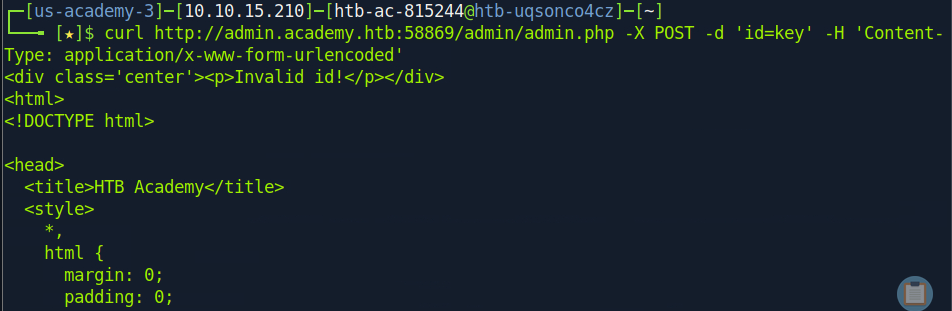 ┌─[us-academy-3]─[10.10.15.210]─[htb-ac-815244@htb-uqsonco4cz]─[~]
└──╼ [★]$ curl http://admin.academy.htb:58869/admin/admin.php -X POST -d 'id=key' -H 'Content-
Type: application/x-www-form-urlencoded'
<div class='center'><p>Invalid id!</p></div>
<html>
<!DOCTYPE html>

<head>
  <title>HTB Academy</title>
  <style>
    *,
    html {
      margin: 0;
      padding: 0;